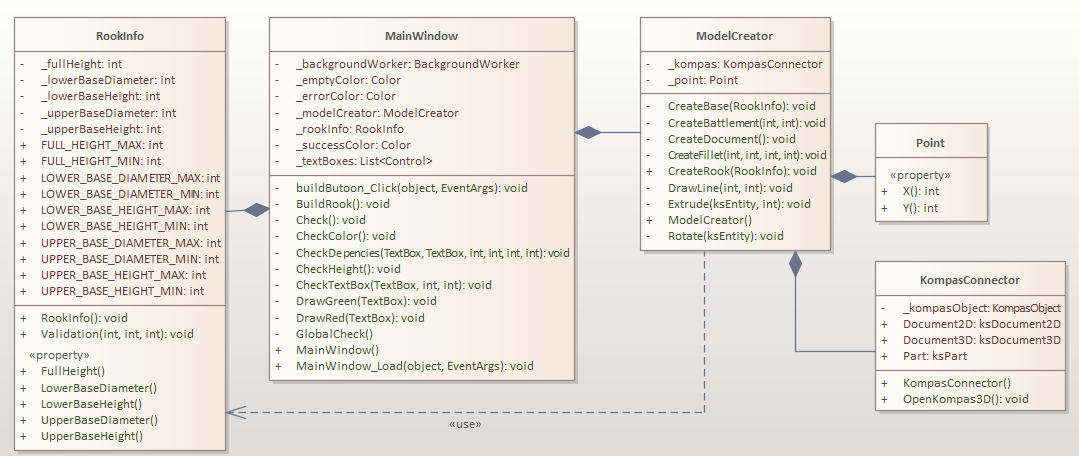 RookInfo
- _fullHeight: int
- _lowerBaseDiameter: int
- _lowerBaseHeight: int
- _upperBaseDiameter: int
- _upperBaseHeight: int
+ FULL_HEIGHT_MAX: int
+ FULL_HEIGHT_MIN: int
+ LOWER_BASE_DIAMETER_MAX: int
+ LOWER_BASE_DIAMETER_MIN: int
+ LOWER_BASE_HEIGHT_MAX: int
+ LOWER_BASE_HEIGHT_MIN: int
+ UPPER_BASE_DIAMETER_MAX: int
+ UPPER_BASE_DIAMETER_MIN: int
+ UPPER_BASE_HEIGHT_MAX: int
+ UPPER_BASE_HEIGHT_MIN: int
+ RookInfo(): void
+ Validation(int, int, int): void
«property»
+ FullHeight()
+ LowerBaseDiameter()
+ LowerBaseHeight()
+ UpperBaseDiameter()
+ UpperBaseHeight()
MainWindow
- _backgroundWorker: BackgroundWorker
- _emptyColor: Color
- _errorColor: Color
- _modelCreator: ModelCreator
- _rookInfo: RookInfo
- _successColor: Color
- _textBoxes: List<Control>
- buildButoon_Click(object, EventArgs): void
- BuildRook(): void
- Check(): void
- CheckColor(): void
- CheckDepencies(TextBox, TextBox, int, int, int, int): void
- CheckHeight(): void
- CheckTextBox(TextBox, int, int): void
- DrawGreen(TextBox): void
- DrawRed(TextBox): void
- GlobalCheck()
+ MainWindow()
+ MainWindow_Load(object, EventArgs): void
ModelCreator
- _kompas: KompasConnector
- _point: Point
- CreateBase(RookInfo): void
- CreateBattlement(int, int): void
- CreateDocument(): void
- CreateFillet(int, int, int, int): void
+ CreateRook(RookInfo): void
- DrawLine(int, int): void
- Extrude(ksEntity, int): void
+ ModelCreator()
- Rotate(ksEntity): void
Point
«property»
+ X(): int
+ Y(): int
KompasConnector
- _kompasObject: KompasObject
+ Document2D: ksDocument2D
+ Document3D: ksDocument3D
+ Part: ksPart
+ KompasConnector()
+ OpenKompas3D(): void
«use»